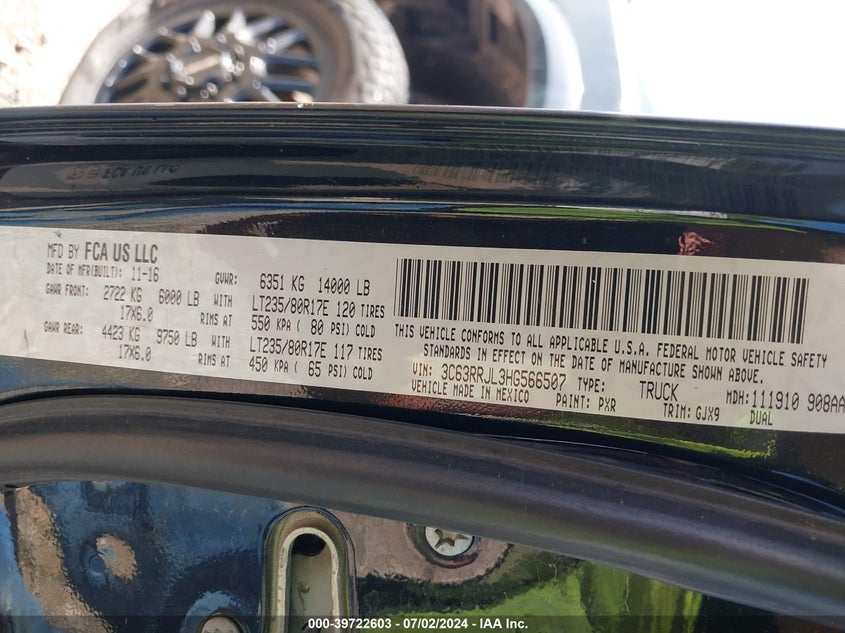 MFD BY FCA US LLC
DATE OF MFR(BUILT): 11-16 GVWR: 6351 KG 14000 LB
GAWR FRONT: 2722 KG 6000 LB WITH LT235/80R17E 120 TIRES
17X6.0 RIMS AT 550 KPA ( 80 PSI) COLD
GAWR REAR: 4423 KG 9750 LB WITH LT235/80R17E 117 TIRES
17X6.0 RIMS AT 450 KPA ( 65 PSI) COLD
THIS VEHICLE CONFORMS TO ALL APPLICABLE U.S.A. FEDERAL MOTOR VEHICLE SAFETY
STANDARDS IN EFFECT ON THE DATE OF MANUFACTURE SHOWN ABOVE.
VIN: 3C63RRJL3HG566507 TYPE: TRUCK MDH: 111910 908AA
VEHICLE MADE IN MEXICO PAINT: PXR TRIM: GJX9 DUAL
000-39722603 - 07/02/2024 - IAA Inc.